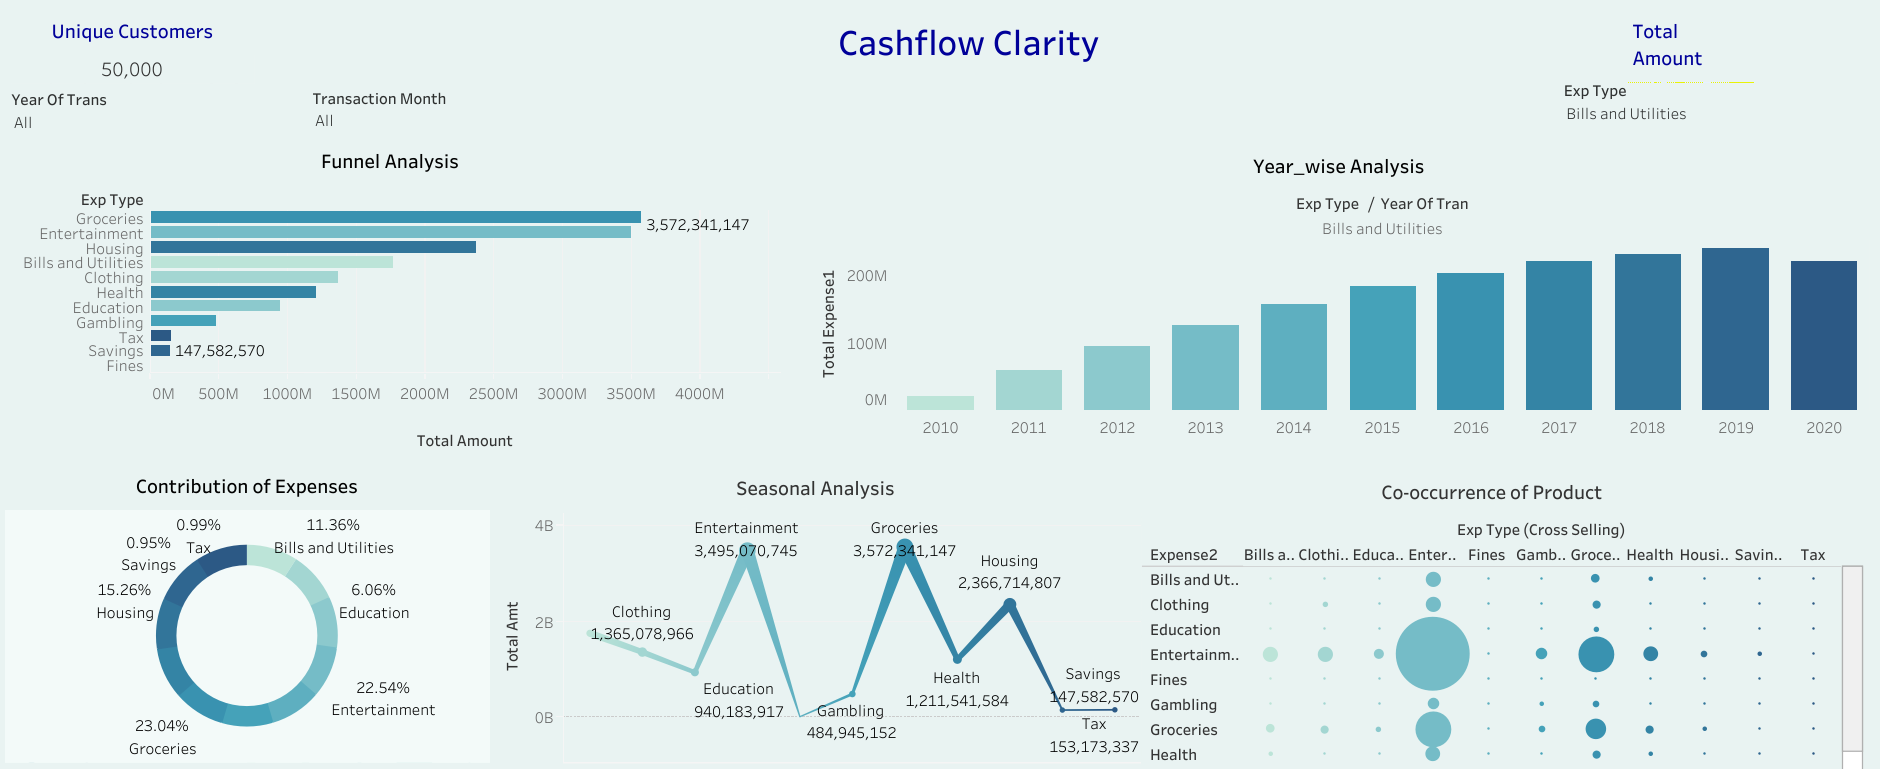 Unique Customers
50,000
Cashflow Clarity
Total
Amount
Year Of Trans
All
Transaction Month
All
Exp Type
Bills and Utilities
Funnel Analysis
Exp Type
Groceries
3,572,341,147
Entertainment
Housing
Bills and Utilities
Clothing
Health
Education
Gambling
Tax
Savings 147,582,570
Fines
0M 500M 1000M 1500M 2000M 2500M 3000M 3500M 4000M
Total Amount
Year_wise Analysis
Exp Type / Year Of Tran
Bills and Utilities
Total Expense1
200M
100M
0M
2010 2011 2012 2013 2014 2015 2016 2017 2018 2019 2020
Contribution of Expenses
0.99%
Tax
11.36%
Bills and Utilities
0.95%
Savings
15.26%
Housing
6.06%
Education
22.54%
Entertainment
23.04%
Groceries
Seasonal Analysis
Total Amt
4B
2B
0B
Clothing
1,365,078,966
Entertainment
3,495,070,745
Education
940,183,917
Gambling
484,945,152
Groceries
3,572,341,147
Housing
2,366,714,807
Health
1,211,541,584
Savings
147,582,570
Tax
153,173,337
Co-occurrence of Product
Exp Type (Cross Selling)
Expense2 Bills a.. Clothi.. Educa.. Enter.. Fines Gamb.. Groce.. Health Housi.. Savin.. Tax
Bills and Ut..
Clothing
Education
Entertainm..
Fines
Gambling
Groceries
Health